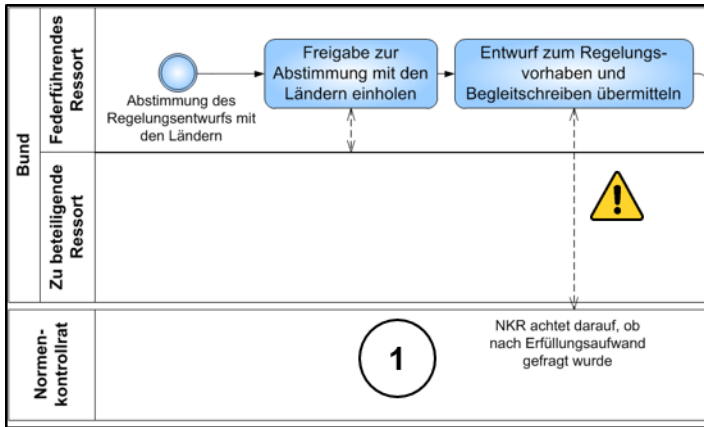 Bund
Federführendes
Ressort
Abstimmung des
Regelungsentwurfs mit
den Ländern
Freigabe zur
Abstimmung mit den
Ländern einholen
Entwurf zum Regelungs-
vorhaben und
Begleitschreiben übermitteln
Zu beteiligende
Ressort
!
Normen-
kontrollrat
1
NKR achtet darauf, ob
nach Erfüllungsaufwand
gefragt wurde